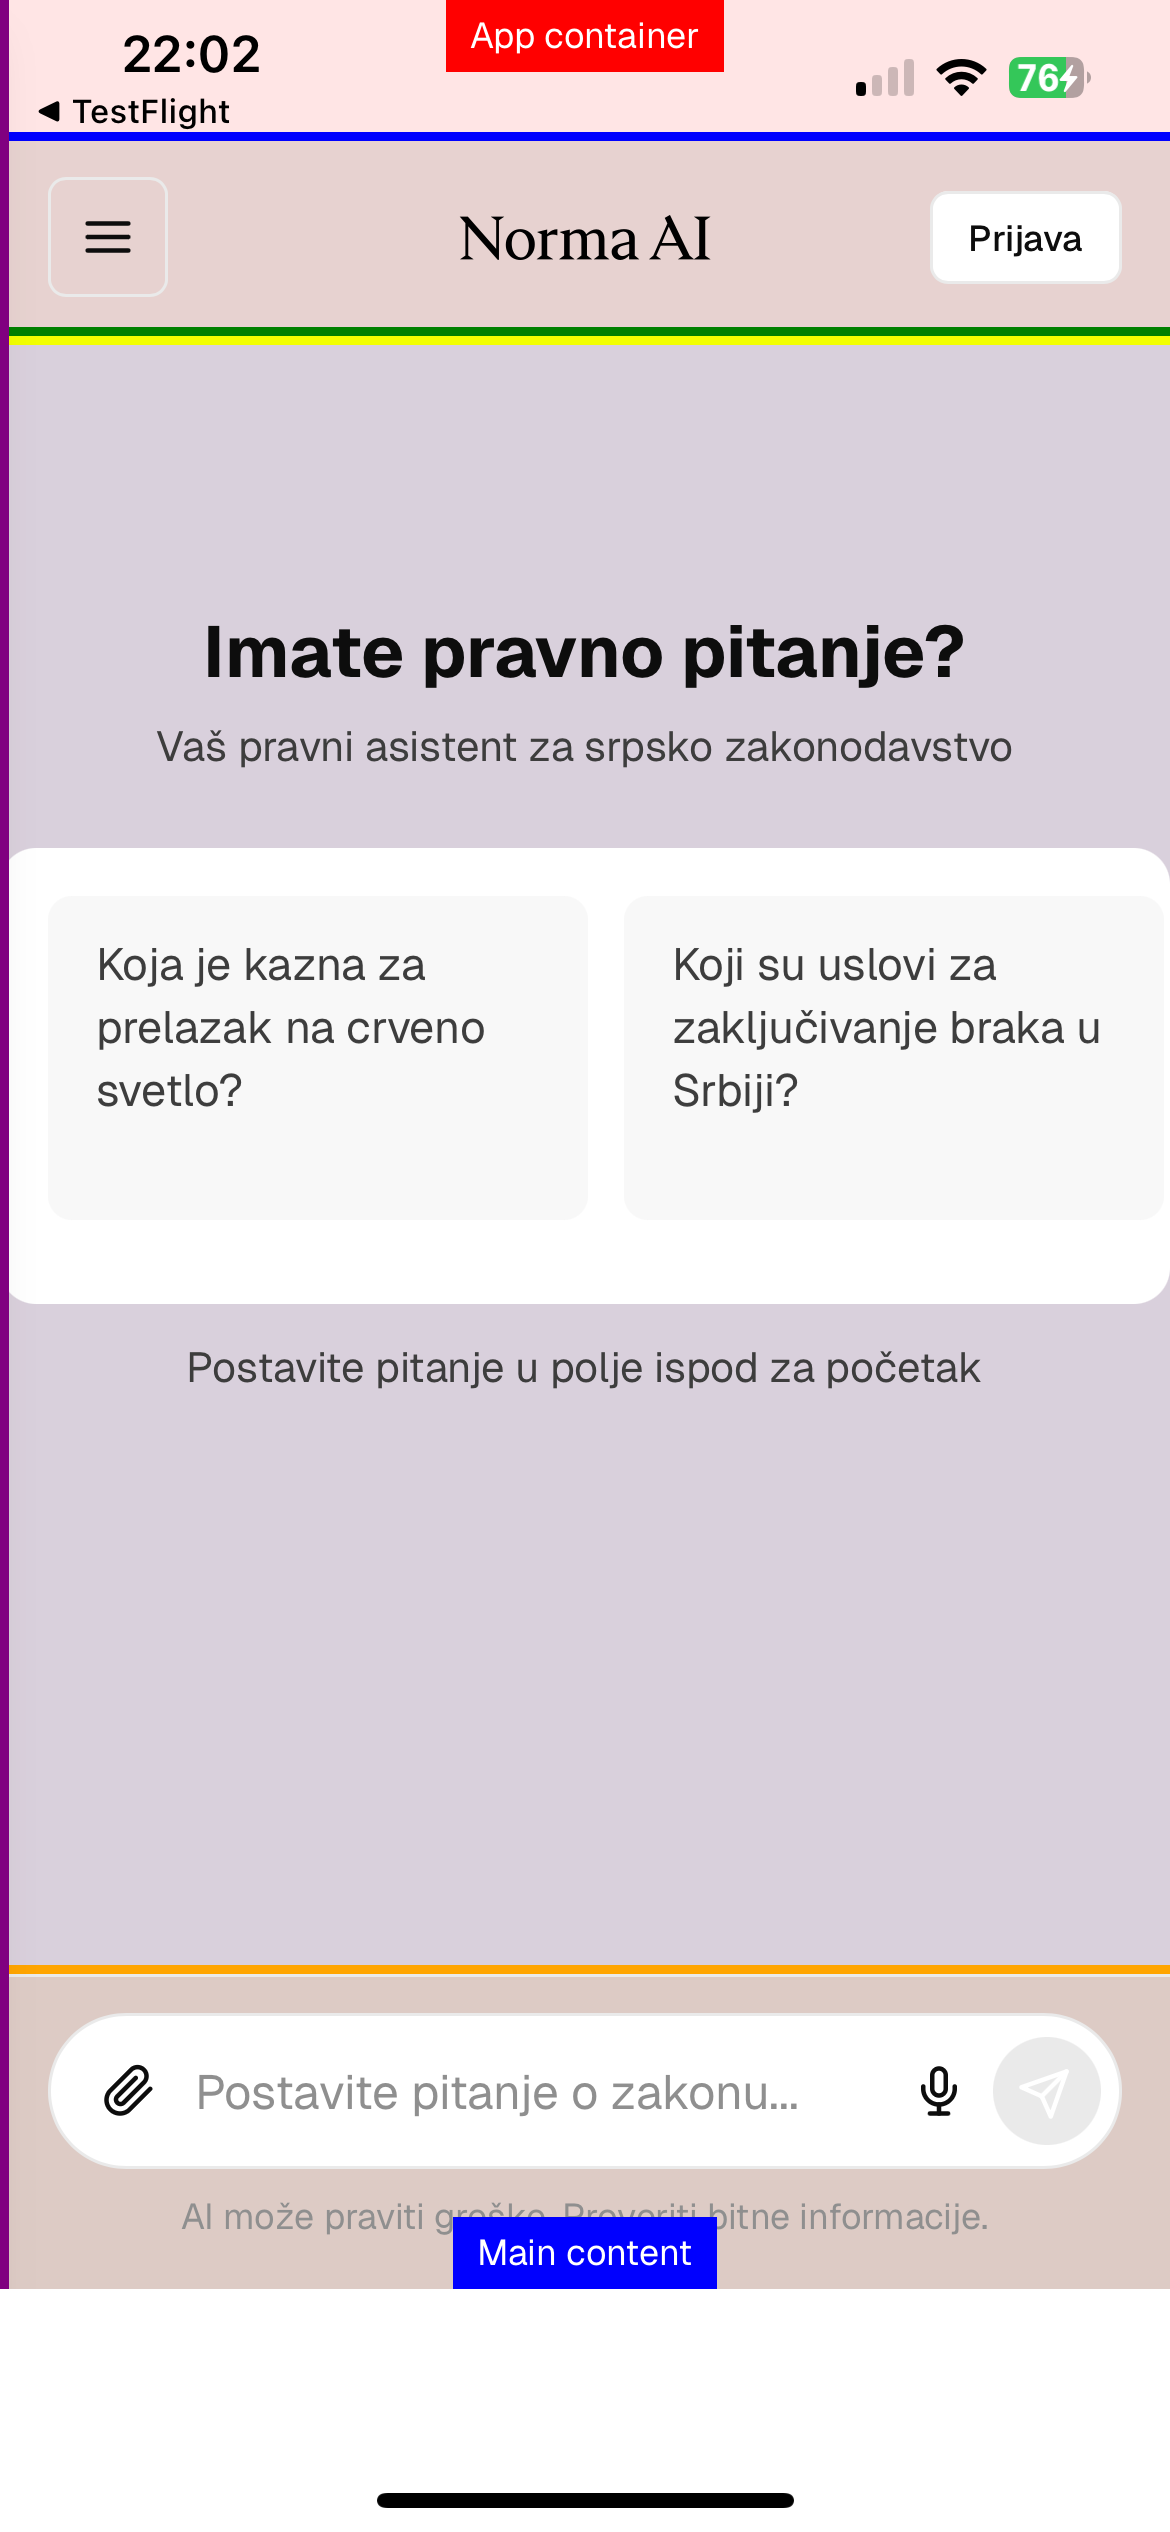 22:02
App container
76
◀ TestFlight
Norma AI
Prijava
Imate pravno pitanje?
Vaš pravni asistent za srpsko zakonodavstvo
Koja je kazna za
prelazak na crveno
svetlo?
Koji su uslovi za
zaključivanje braka u
Srbiji?
Postavite pitanje u polje ispod za početak
Postavite pitanje o zakonu...
AI može praviti greške. Proveriti bitne informacije.
Main content